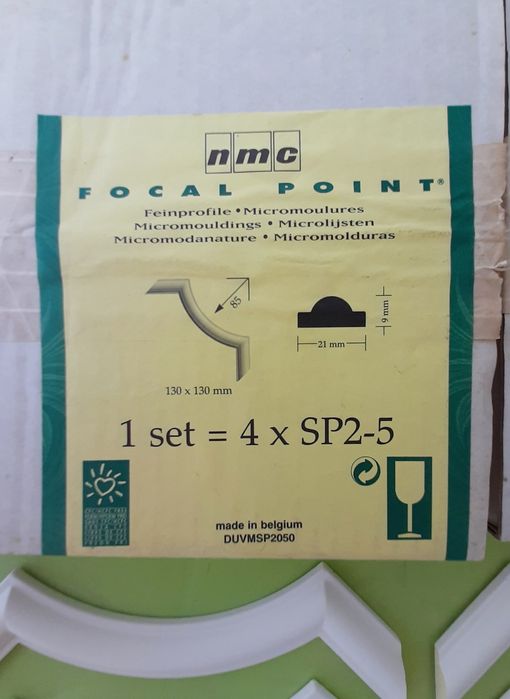 nmc
FOCAL POINT®
Feinprofile • Micromoulures
Micromouldings • Microlijsten
Micromodanature • Micromolduras
85
9 mm
21 mm
130 x 130 mm
1 set = 4 x SP2-5
made in belgium
DUVMSP2050